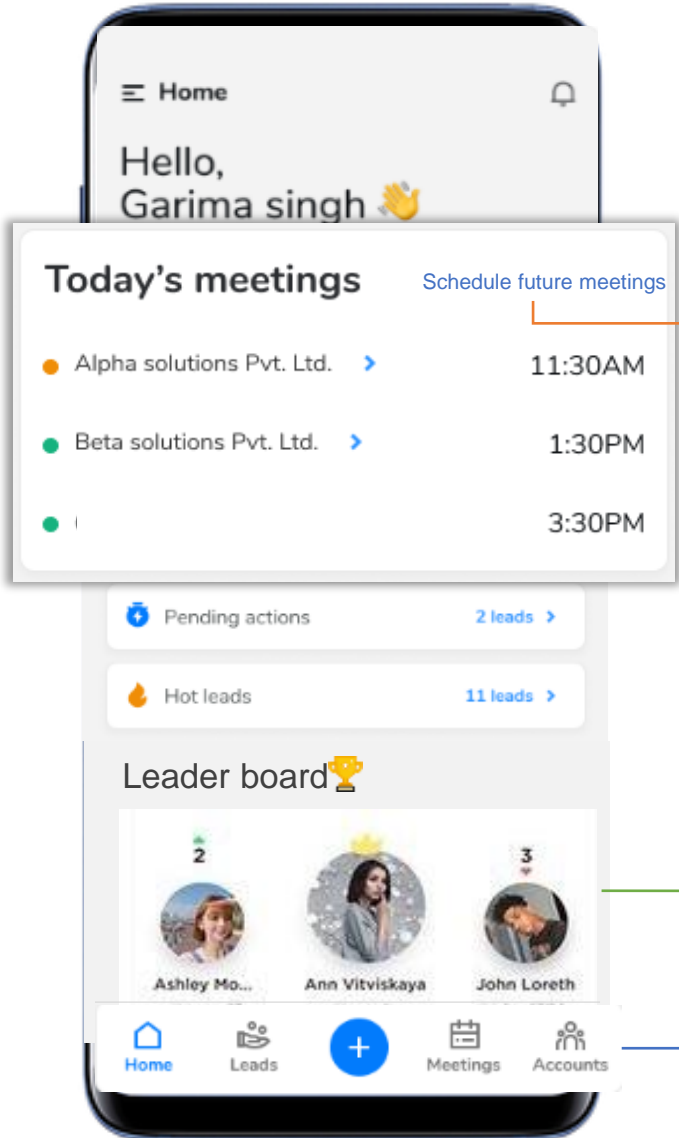 Home
Hello,
Garima singh 👋
Today's meetings
Schedule future meetings
Alpha solutions Pvt. Ltd.
11:30AM
Beta solutions Pvt. Ltd.
1:30PM
3:30PM
Pending actions
2 leads
Hot leads
11 leads
Leader board🏆
2
3
Ashley Mo...
Ann Vitviskaya
John Loreth
Home
Leads
Meetings
Accounts